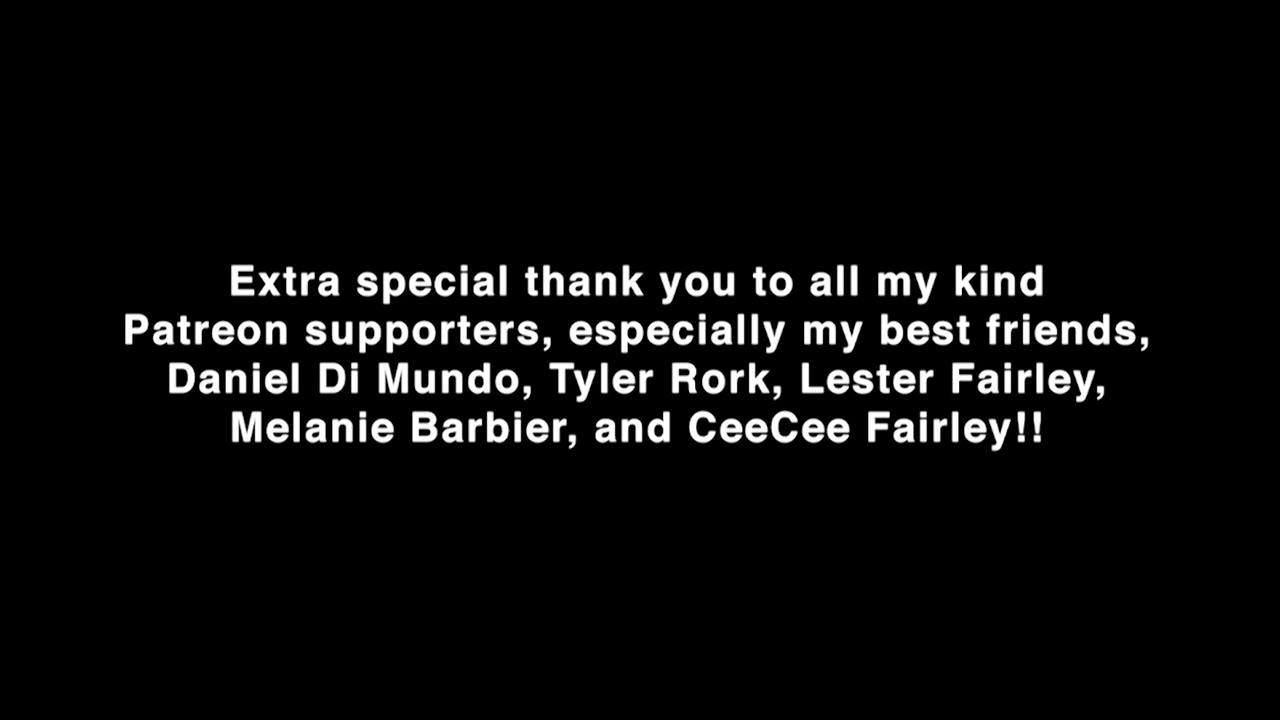 Extra special thank you to all my kind
Patreon supporters, especially my best friends,
Daniel Di Mundo, Tyler Rork, Lester Fairley,
Melanie Barbier, and CeeCee Fairley!!